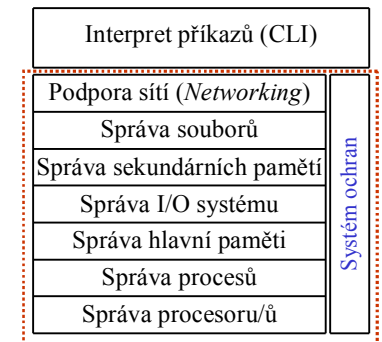 Interpret příkazů (CLI)
Podpora sítí (Networking)
Správa souborů
Správa sekundárních pamětí
Správa I/O systému
Správa hlavní paměti
Správa procesů
Správa procesoru/ů
Systém ochran